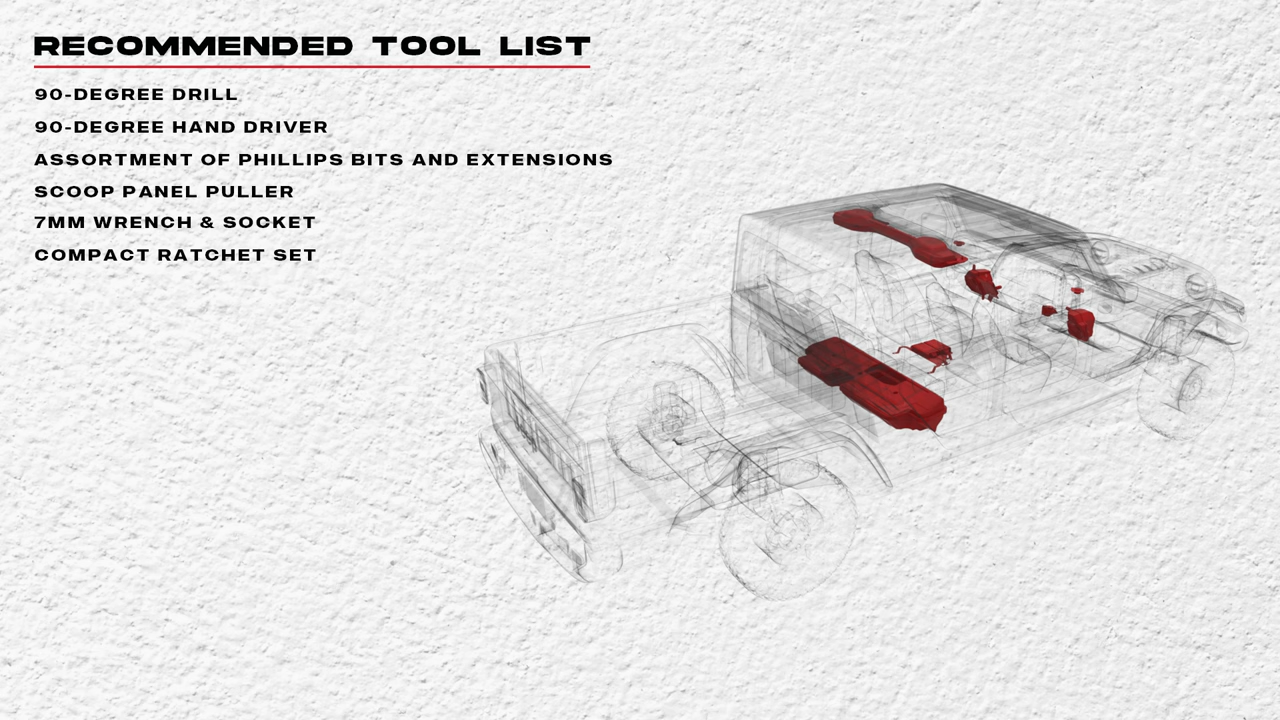 RECOMMENDED TOOL LIST
90-DEGREE DRILL
90-DEGREE HAND DRIVER
ASSORTMENT OF PHILLIPS BITS AND EXTENSIONS
SCOOP PANEL PULLER
7MM WRENCH & SOCKET
COMPACT RATCHET SET